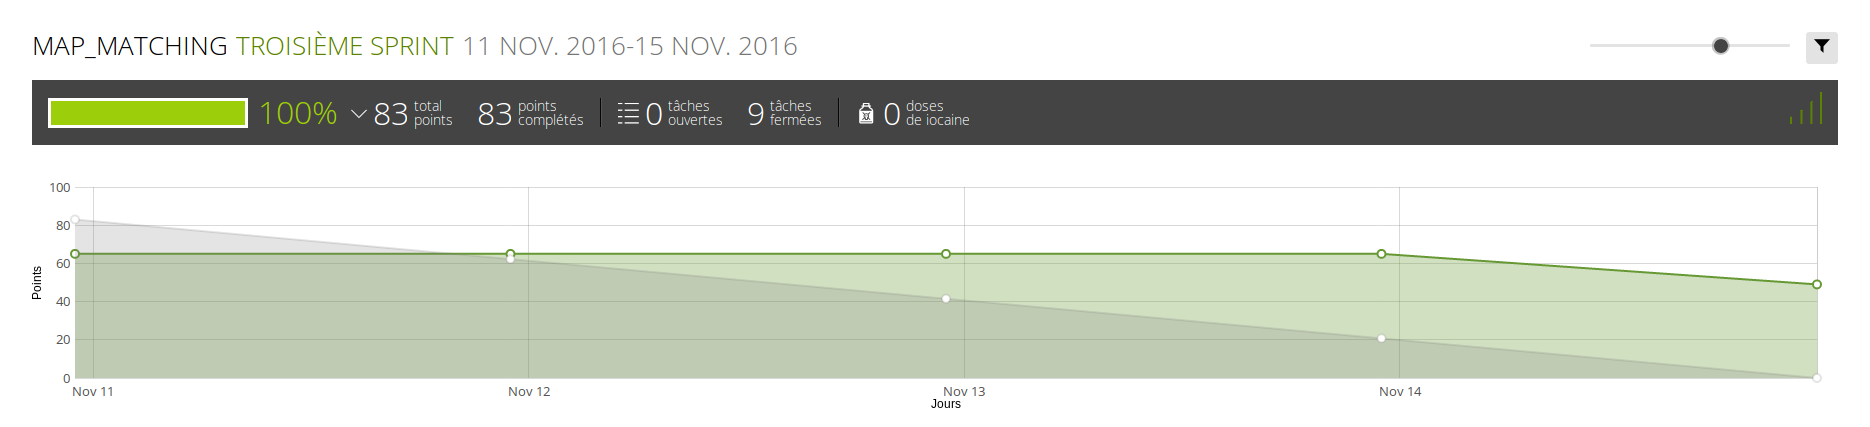 MAP_MATCHING TROISIÈME SPRINT 11 NOV. 2016-15 NOV. 2016
100% 83 total points 83 points complétés 0 tâches ouvertes 9 tâches fermées 0 doses de iocaine
100
80
60
40
20
0
Points
Nov 11 Nov 12 Nov 13 Nov 14
Jours